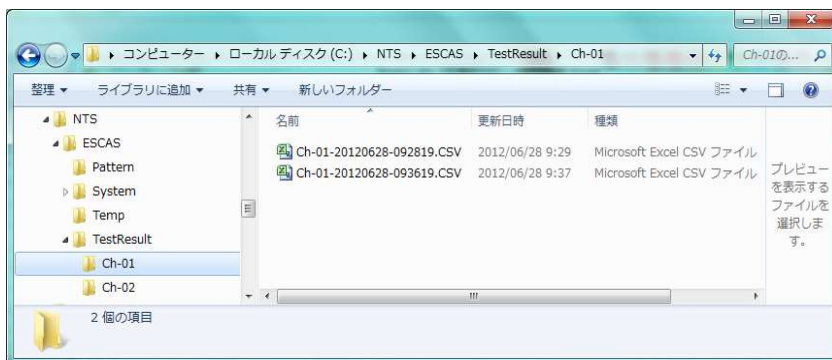 コンピューター ▸ ローカル ディスク (C:) ▸ NTS ▸ ESCAS ▸ TestResult ▸ Ch-01
Ch-01の...
整理 ▼ ライブラリに追加 ▼ 共有 ▼ 新しいフォルダー
NTS
ESCAS
Pattern
System
Temp
TestResult
Ch-01
Ch-02
名前 更新日時 種類
Ch-01-20120628-092819.CSV 2012/06/28 9:29 Microsoft Excel CSV ファイル
Ch-01-20120628-093619.CSV 2012/06/28 9:37 Microsoft Excel CSV ファイル
プレビュー
を表示する
ファイルを
選択しま
す。
2 個の項目